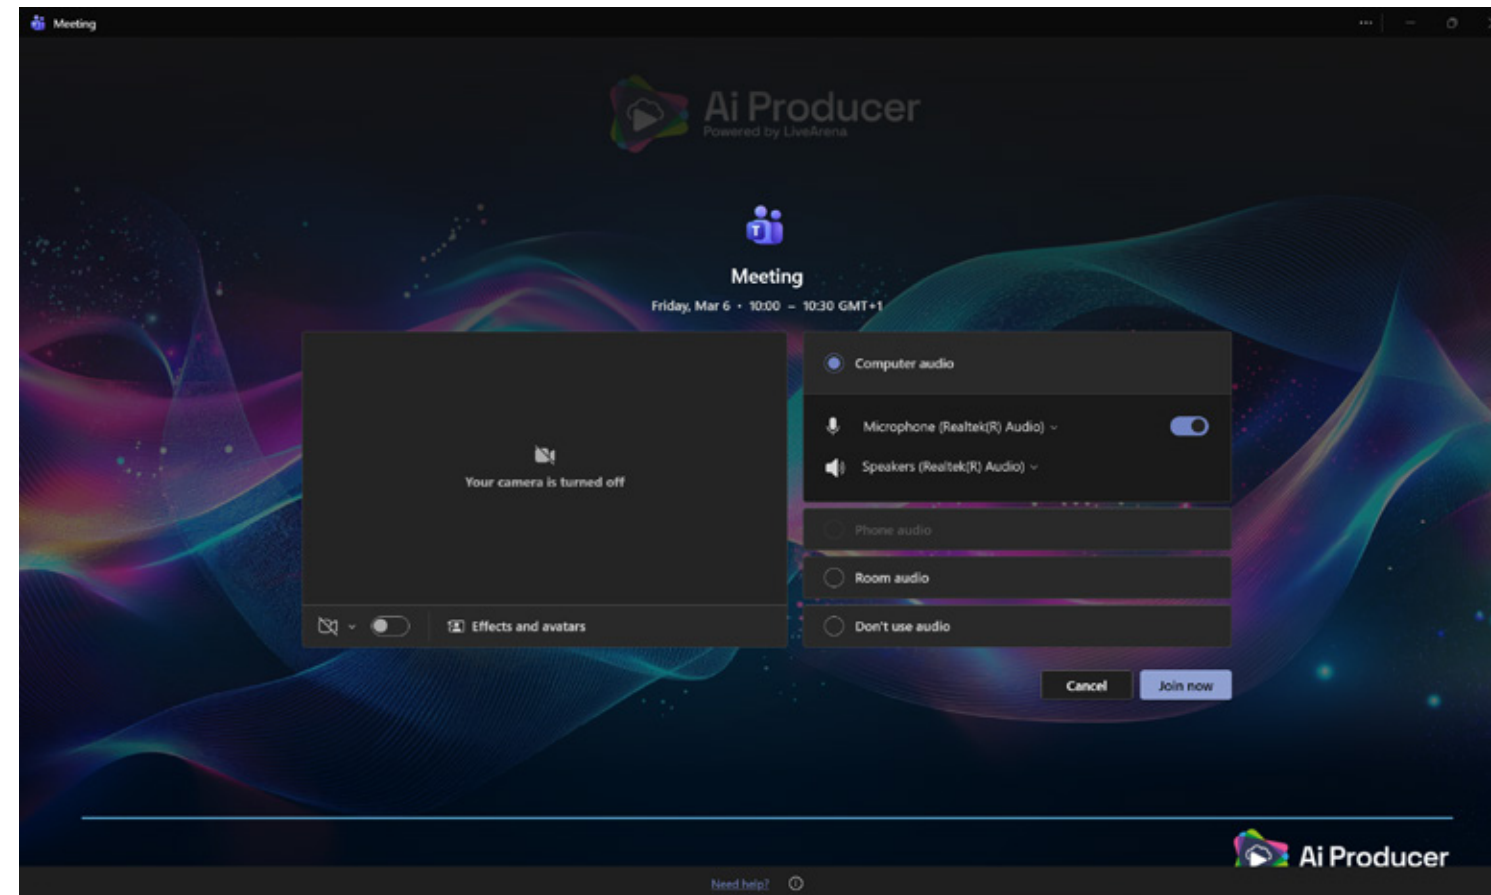 Meeting
Ai Producer
Powered by LiveArena
T
Meeting
Friday, Mar 6 • 10:00 – 10:30 GMT+1
Your camera is turned off
Effects and avatars
Computer audio
Microphone (Realtek(R) Audio)
Speakers (Realtek(R) Audio)
Phone audio
Room audio
Don't use audio
Cancel
Join now
Ai Producer
Need help?